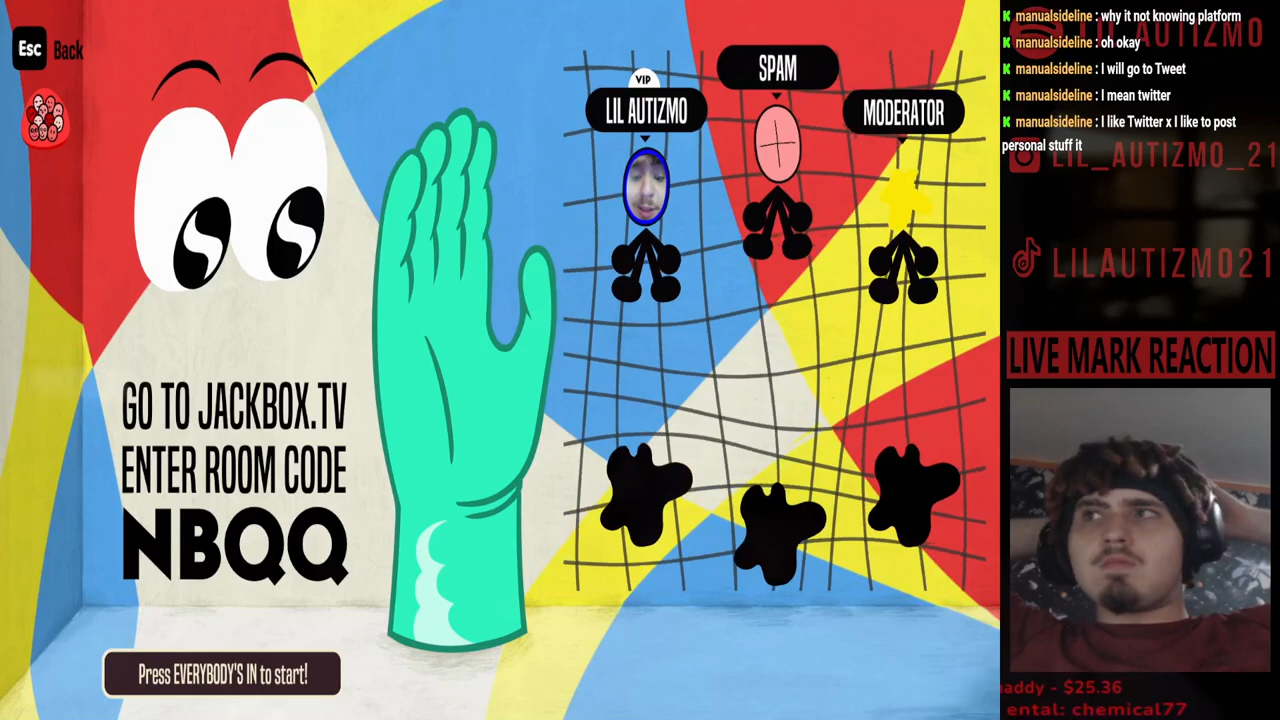 Esc Back
VIP
LIL AUTIZMO
SPAM
MODERATOR
GO TO JACKBOX.TV
ENTER ROOM CODE
NBQQ
Press EVERYBODY'S IN to start!
manualsideline : why it not knowing platform
manualsideline : oh okay
manualsideline : I will go to Tweet
manualsideline : I mean twitter
manualsideline : I like Twitter x I like to post
personal stuff it
LIL_AUTIZMO
LIL_AUTIZMO_21
LILAUTIZMO21
LIVE MARK REACTION
addy - $25.36
ental: chemical77